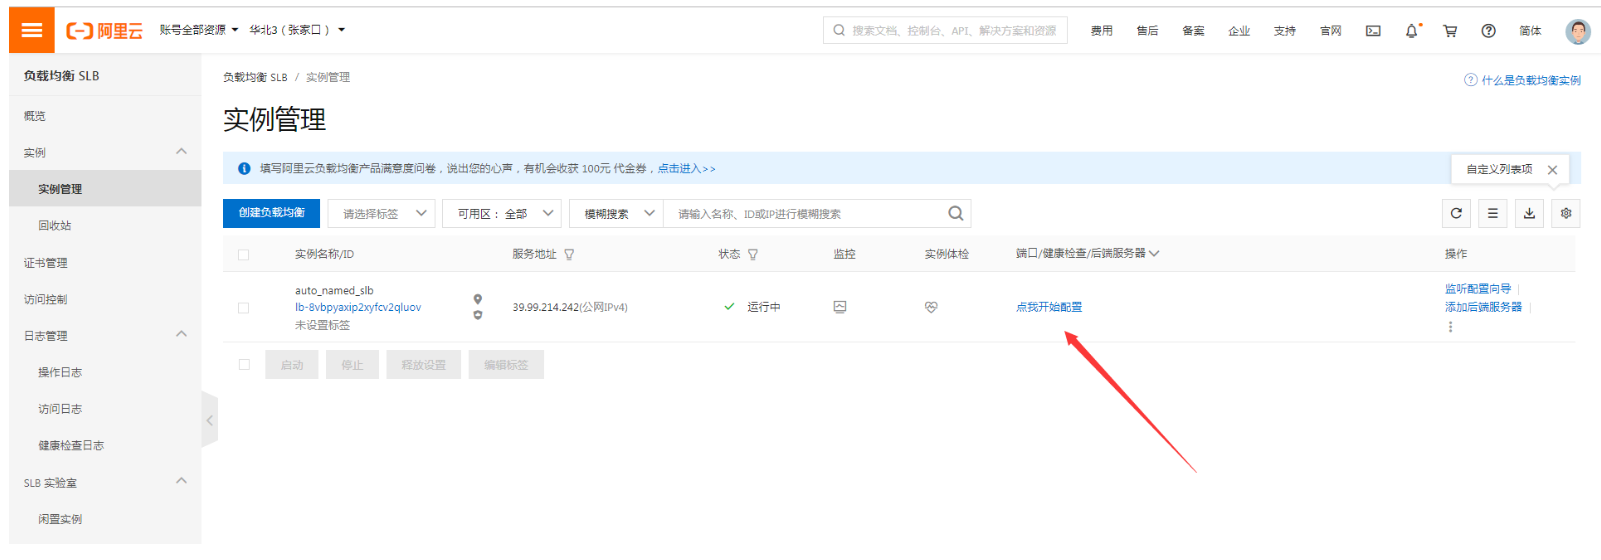 阿里云 账号全部资源 华北3（张家口） 搜索文档、控制台、API、解决方案和资源 费用 售后 备案 企业 支持 官网 简体
负载均衡 SLB
概览
实例
实例管理
回收站
证书管理
访问控制
日志管理
操作日志
访问日志
健康检查日志
SLB 实验室
闲置实例
负载均衡 SLB / 实例管理
什么是负载均衡实例
实例管理
填写阿里云负载均衡产品满意度问卷，说出您的心声，有机会收获 100元 代金券，点击进入>>
自定义列表项
创建负载均衡 请选择标签 可用区： 全部 模糊搜索 请输入名称、ID或IP进行模糊搜索
实例名称/ID 服务地址 状态 监控 实例体检 端口/健康检查/后端服务器 操作
auto_named_slb
lb-8vbpyaxip2xyfcv2qluov
未设置标签
39.99.214.242(公网IPv4)
运行中
点我开始配置
监听配置向导
添加后端服务器
启动 停止 释放设置 编辑标签